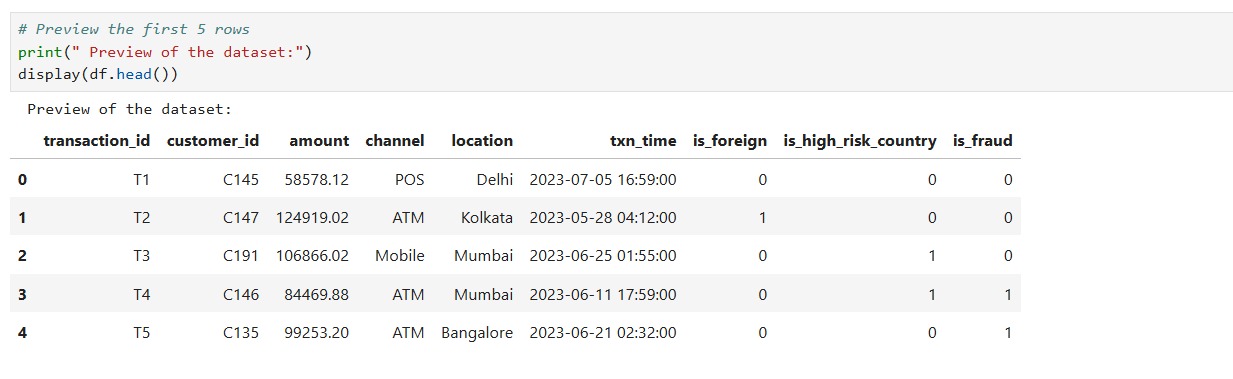 # Preview the first 5 rows
print(" Preview of the dataset:")
display(df.head())
Preview of the dataset:
transaction_id customer_id amount channel location txn_time is_foreign is_high_risk_country is_fraud
0 T1 C145 58578.12 POS Delhi 2023-07-05 16:59:00 0 0 0
1 T2 C147 124919.02 ATM Kolkata 2023-05-28 04:12:00 1 0 0
2 T3 C191 106866.02 Mobile Mumbai 2023-06-25 01:55:00 0 1 0
3 T4 C146 84469.88 ATM Mumbai 2023-06-11 17:59:00 0 1 1
4 T5 C135 99253.20 ATM Bangalore 2023-06-21 02:32:00 0 0 1